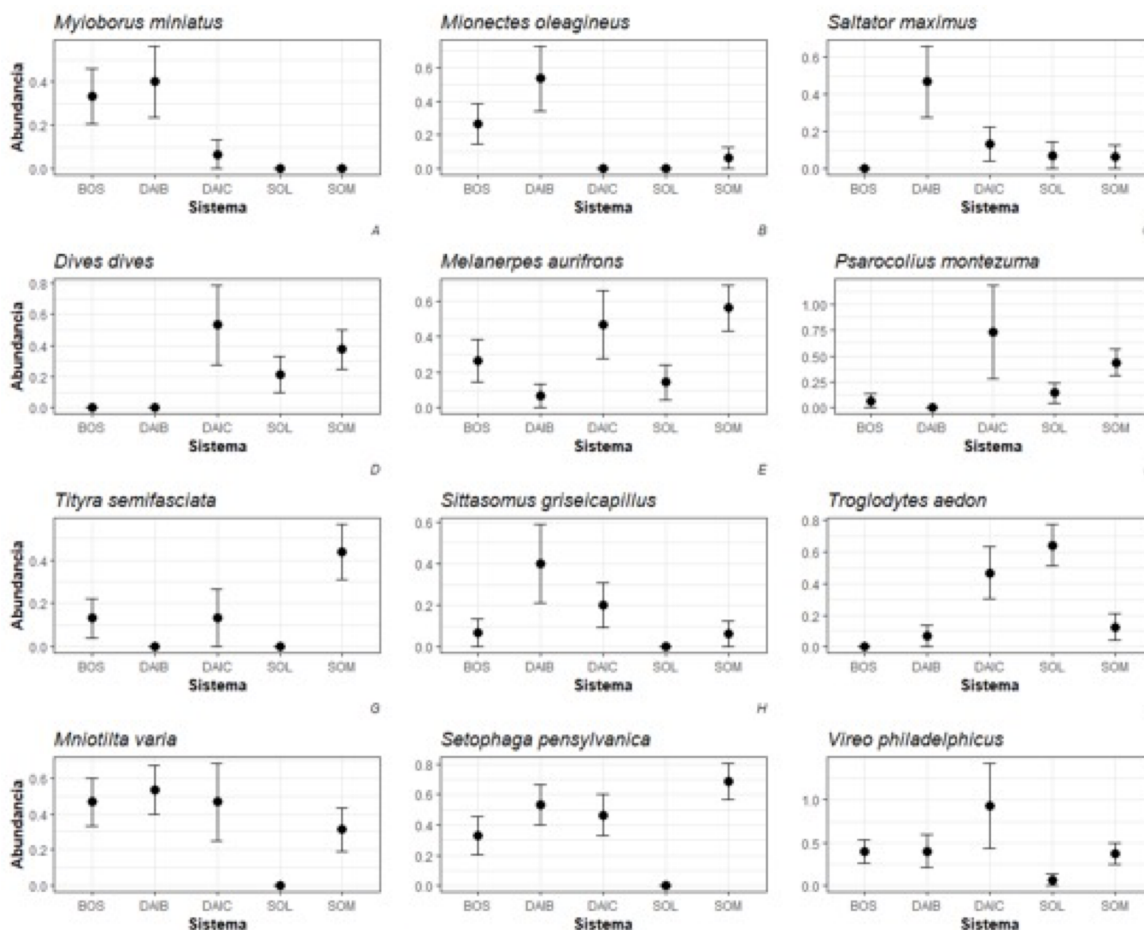 Myioborus miniatus
Mionectes oleagineus
Saltator maximus
Abundancia
0.4
0.2
0.0
0.6
0.4
0.2
0.0
0.6
0.4
0.2
0.0
BOS DAIB DAIC SOL SOM
BOS DAIB DAIC SOL SOM
BOS DAIB DAIC SOL SOM
Sistema
Sistema
Sistema
A
B
Dives dives
Melanerpes aurifrons
Psarocolius montezuma
Abundancia
0.8
0.6
0.4
0.2
0.0
0.6
0.4
0.2
0.0
1.00
0.75
0.50
0.25
0.00
BOS DAIB DAIC SOL SOM
BOS DAIB DAIC SOL SOM
BOS DAIB DAIC SOL SOM
Sistema
Sistema
Sistema
D
E
Tityra semifasciata
Sittasomus griseicapillus
Troglodytes aedon
Abundancia
0.4
0.2
0.0
0.6
0.4
0.2
0.0
0.8
0.6
0.4
0.2
0.0
BOS DAIB DAIC SOL SOM
BOS DAIB DAIC SOL SOM
BOS DAIB DAIC SOL SOM
Sistema
Sistema
Sistema
G
H
Mniotilta varia
Setophaga pensylvanica
Vireo philadelphicus
Abundancia
0.6
0.4
0.2
0.0
0.8
0.6
0.4
0.2
0.0
1.0
0.5
0.0
BOS DAIB DAIC SOL SOM
BOS DAIB DAIC SOL SOM
BOS DAIB DAIC SOL SOM
Sistema
Sistema
Sistema